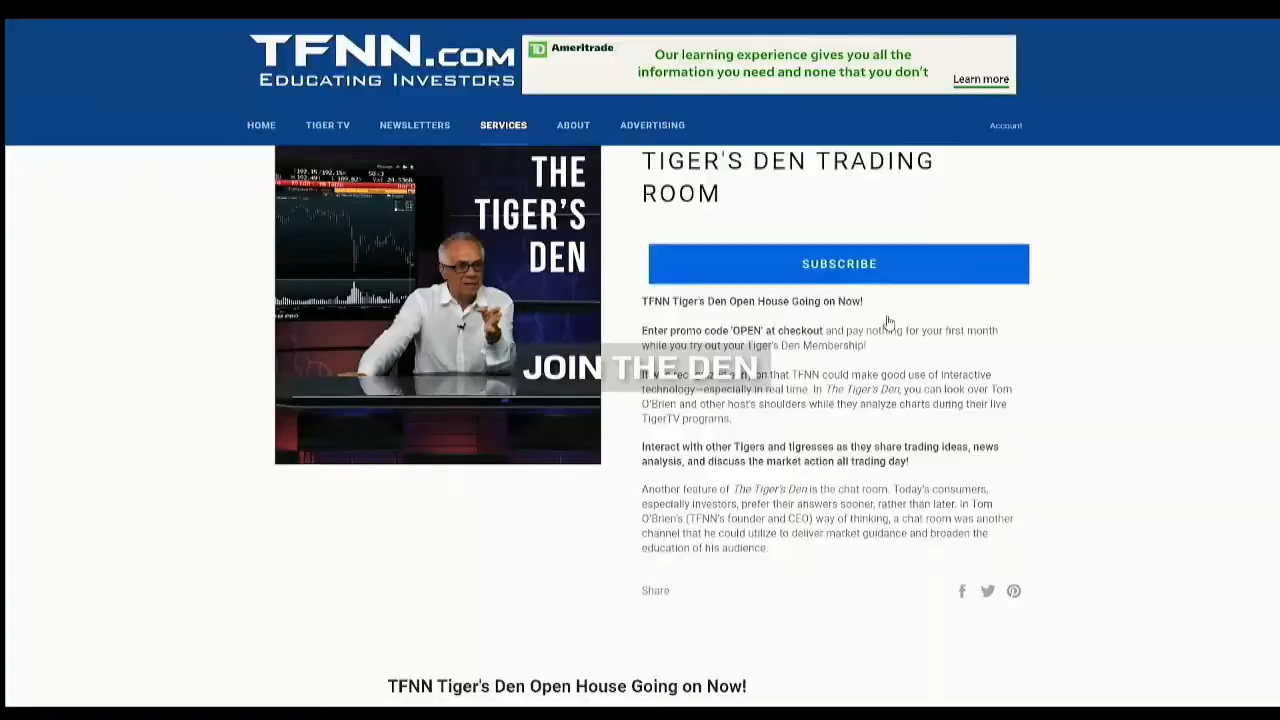 TFNN.COM
EDUCATING INVESTORS
TD Ameritrade
Our learning experience gives you all the
information you need and none that you don't
Learn more
HOME
TIGER TV
NEWSLETTERS
SERVICES
ABOUT
ADVERTISING
Account
THE
TIGER'S
DEN
TIGER'S DEN TRADING
ROOM
SUBSCRIBE
TFNN Tiger's Den Open House Going on Now!
Enter promo code 'OPEN' at checkout and pay nothing for your first month
while you try out your Tiger's Den Membership!
JOIN THE DEN
that TFNN could make good use of interactive
technology—especially in real time. In The Tiger's Den, you can look over Tom
O'Brien and other host's shoulders while they analyze charts during their live
TigerTV programs.
Interact with other Tigers and tigresses as they share trading ideas, news
analysis, and discuss the market action all trading day!
Another feature of The Tiger's Den is the chat room. Today's consumers,
especially investors, prefer their answers sooner, rather than later. In Tom
O'Brien's (TFNN's founder and CEO) way of thinking, a chat room was another
channel that he could utilize to deliver market guidance and broaden the
education of his audience.
Share
TFNN Tiger's Den Open House Going on Now!